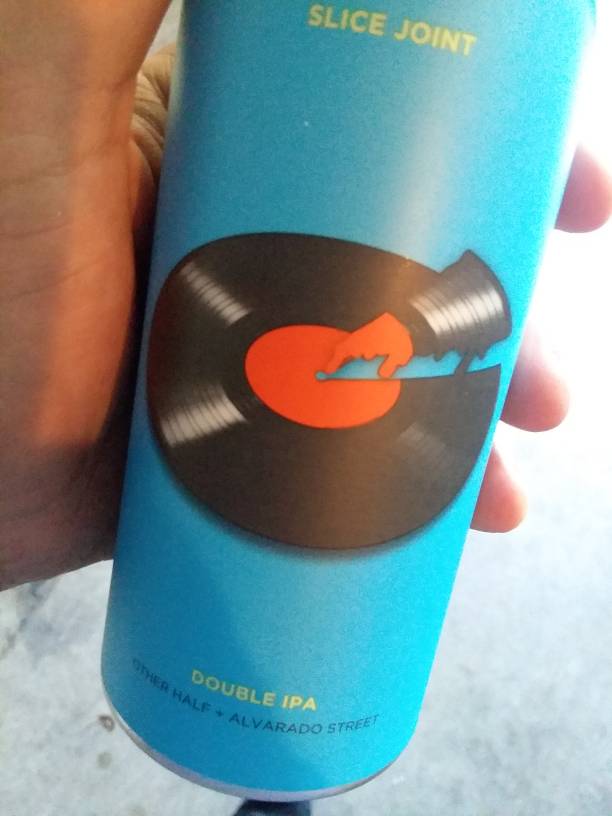 SLICE JOINT
DOUBLE IPA
OTHER HALF + ALVARADO STREET